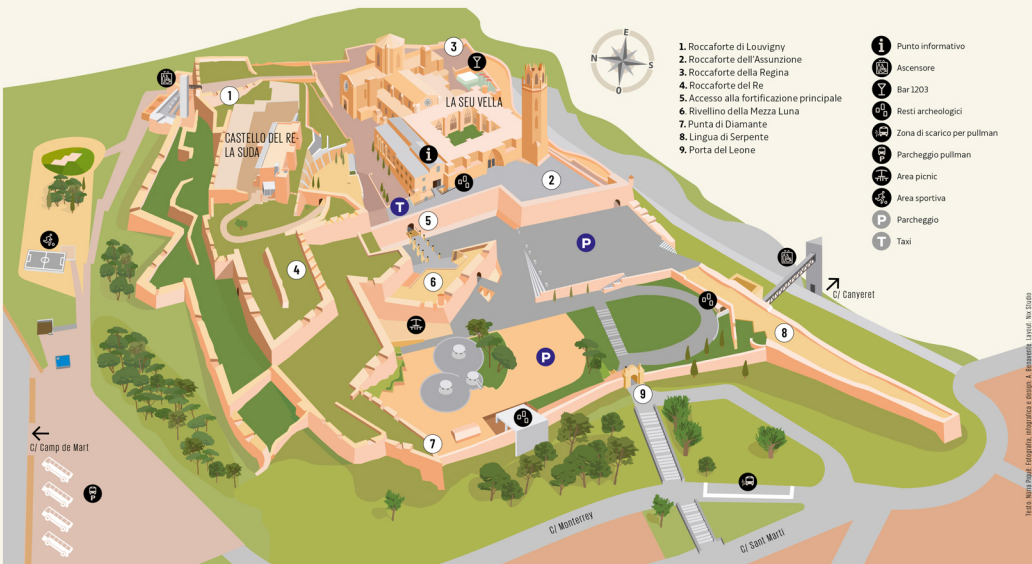 E
S
O
N
1. Roccaforte di Louvigny
2. Roccaforte dell'Assunzione
3. Roccaforte della Regina
4. Roccaforte del Re
5. Accesso alla fortificazione principale
6. Rivellino della Mezza Luna
7. Punta di Diamante
8. Lingua di Serpente
9. Porta del Leone
i Punto informativo
Ascensore
Bar 1203
Resti archeologici
Zona di scarico per pullman
P Parcheggio pullman
Area picnic
Area sportiva
P Parcheggio
T Taxi
3
1
LA SEU VELLA
CASTELLO DEL RE-
LA SUDA
i
2
T
5
P
4
6
C/ Canyeret
8
P
9
7
C/ Camp de Mart
P
C/ Monterrey
C/ Sant Martí
Testo: Núria Piqué. Fotografia, infografica e design: A. Benavente. Layout: Nix Studio